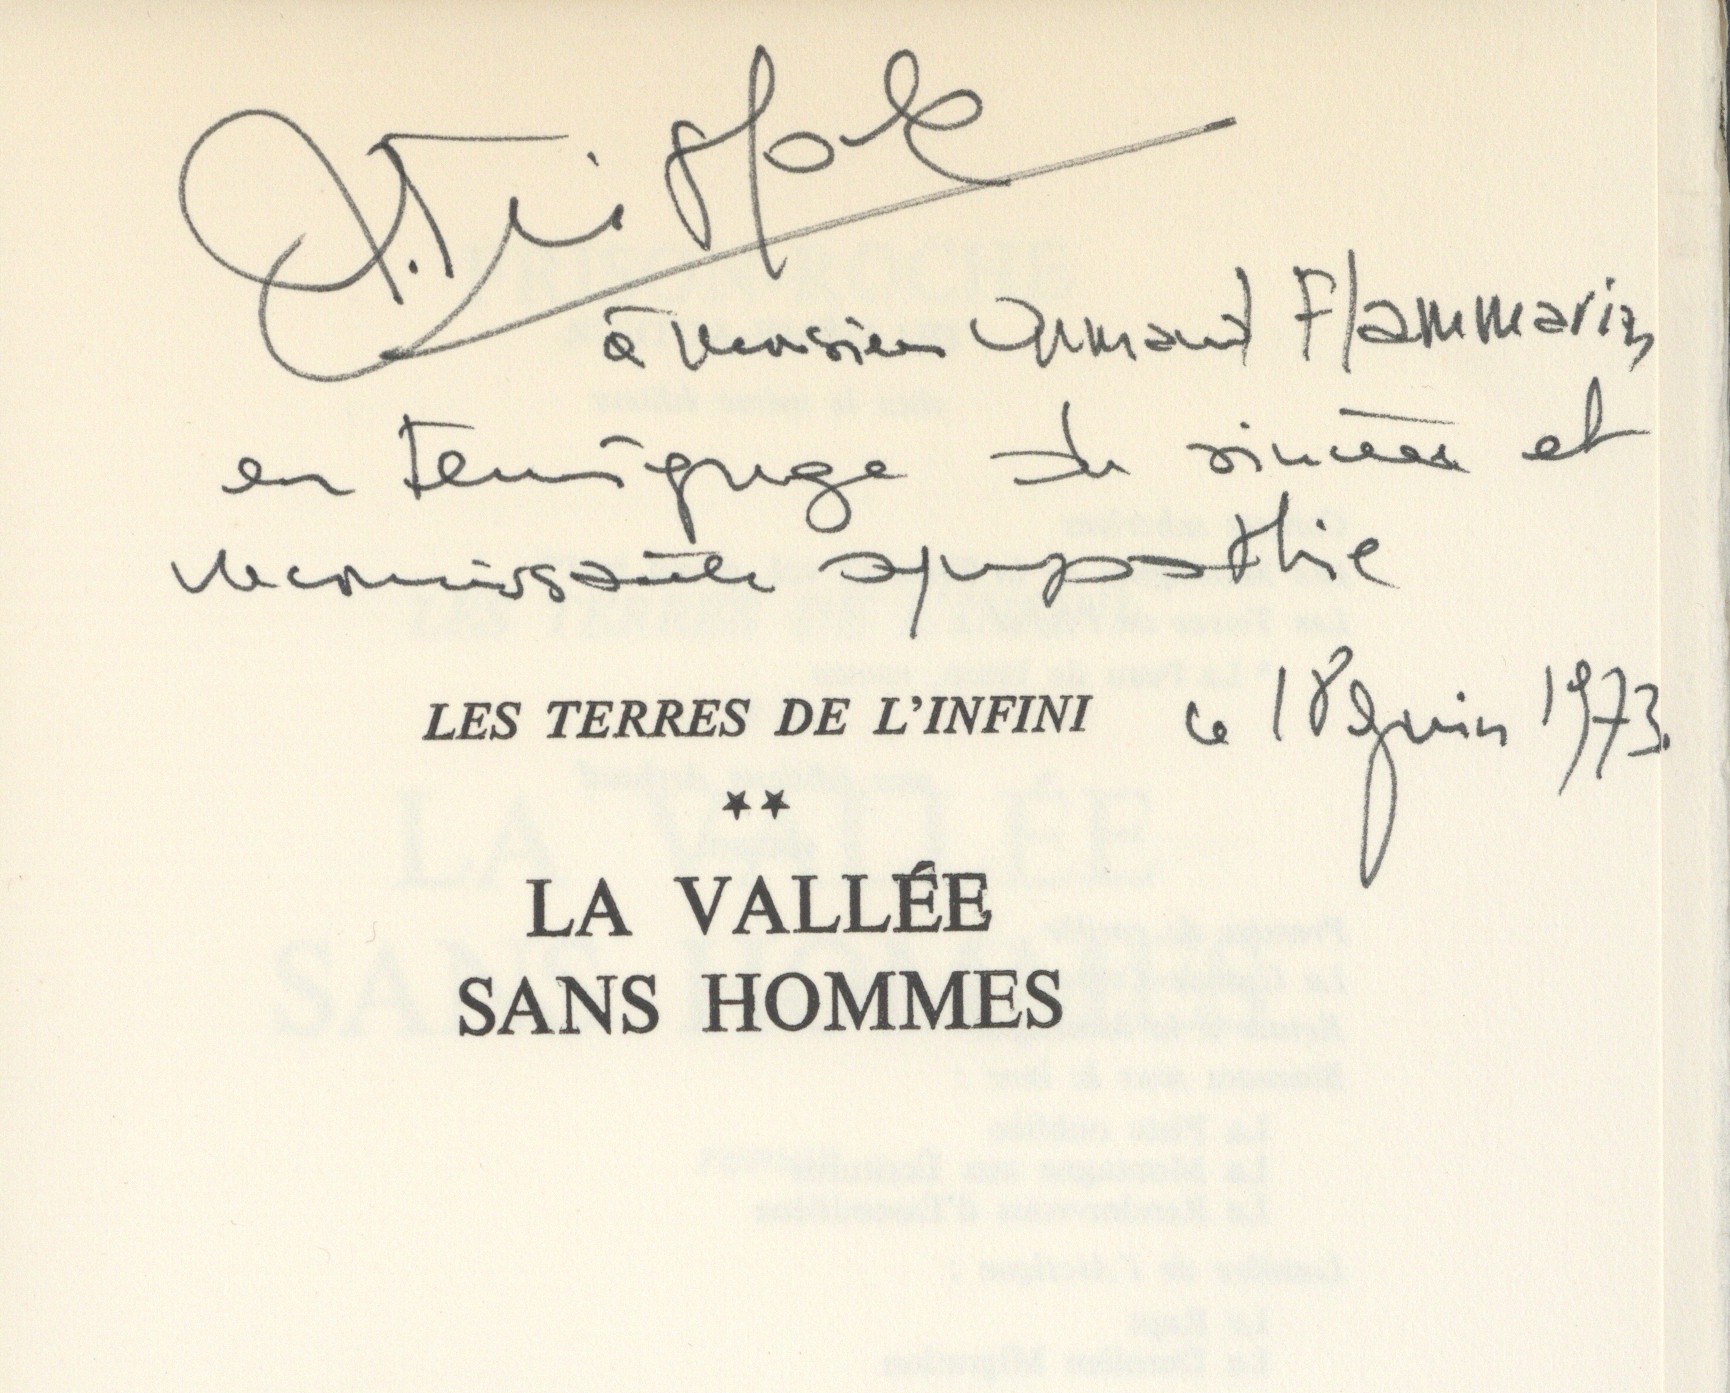 à Monsieur Armand Flammarion
en témoignage de sincère et
reconnaissante sympathie
LES TERRES DE L'INFINI
le 18 juin 1973.
**
LA VALLÉE
SANS HOMMES